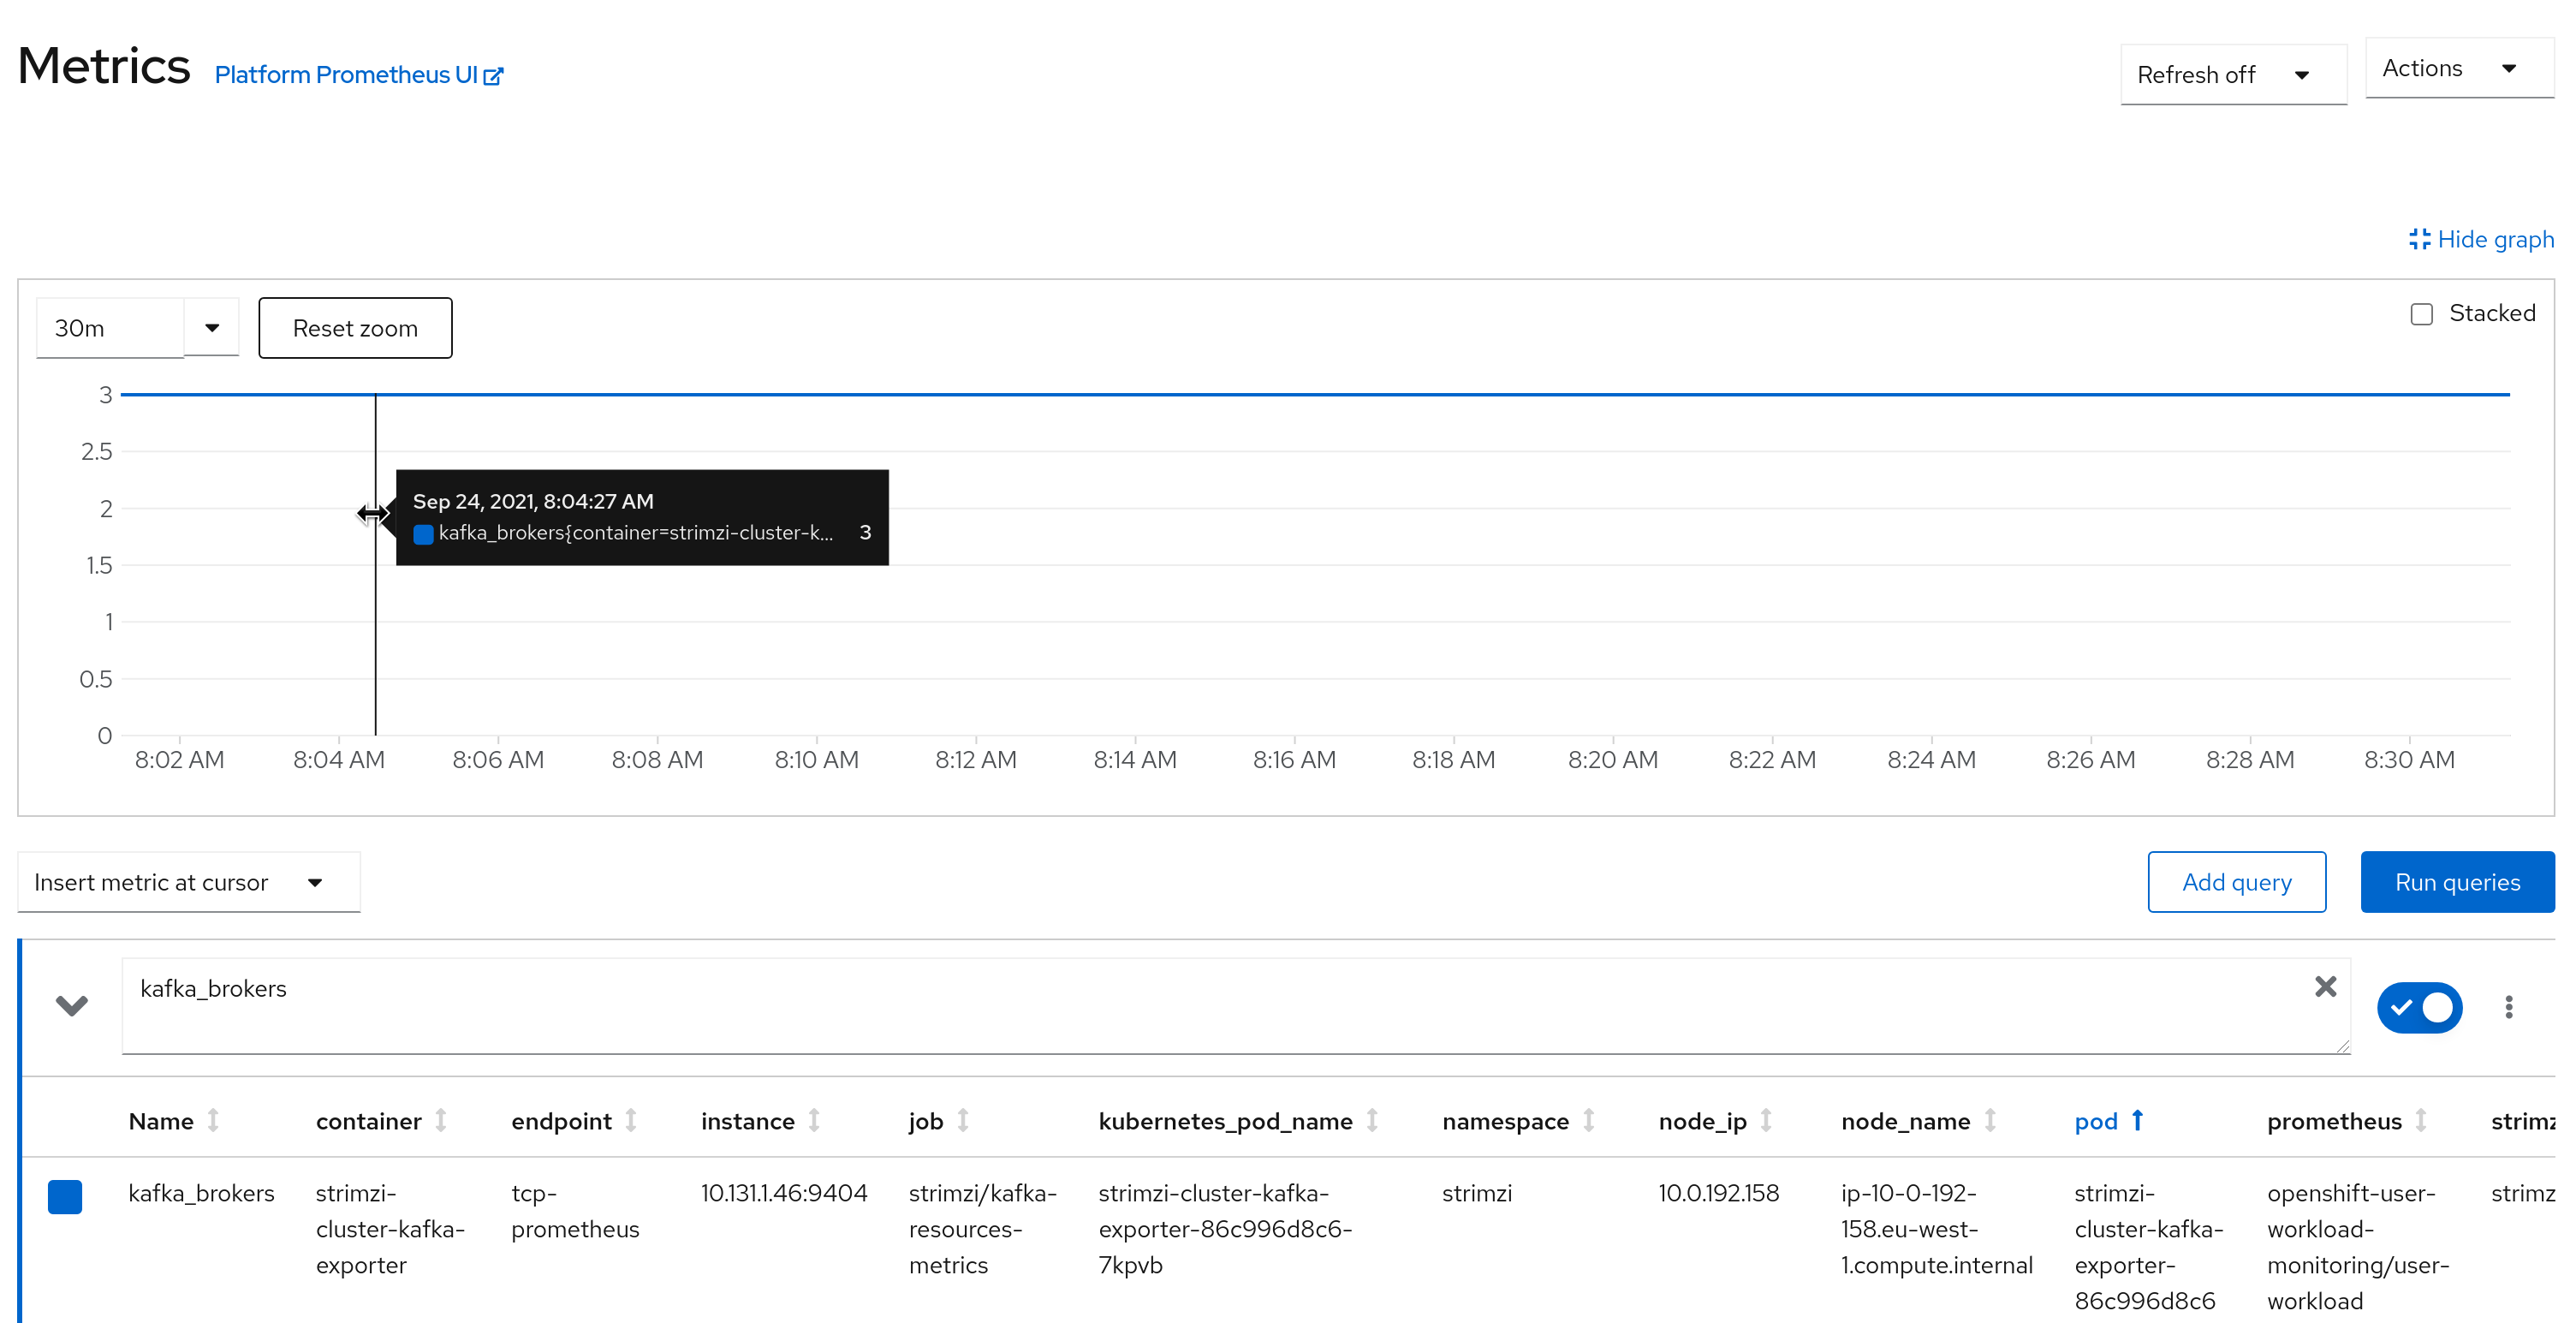 Metrics Platform Prometheus UI
Refresh off Actions
Hide graph
30m Reset zoom Stacked
3
2.5
2
1.5
1
0.5
0
Sep 24, 2021, 8:04:27 AM
kafka_brokers{container=strimzi-cluster-k... 3
8:02 AM 8:04 AM 8:06 AM 8:08 AM 8:10 AM 8:12 AM 8:14 AM 8:16 AM 8:18 AM 8:20 AM 8:22 AM 8:24 AM 8:26 AM 8:28 AM 8:30 AM
Insert metric at cursor Add query Run queries
kafka_brokers
Name container endpoint instance job kubernetes_pod_name namespace node_ip node_name pod prometheus strimz
kafka_brokers strimzi- tcp- 10.131.1.46:9404 strimzi/kafka- strimzi-cluster-kafka- strimzi 10.0.192.158 ip-10-0-192- strimzi- openshift-user- strimz
cluster-kafka- prometheus resources- exporter-86c996d8c6- 158.eu-west- cluster-kafka- workload-
exporter metrics 7kpvb 1.compute.internal exporter- monitoring/user-
86c996d8c6 workload